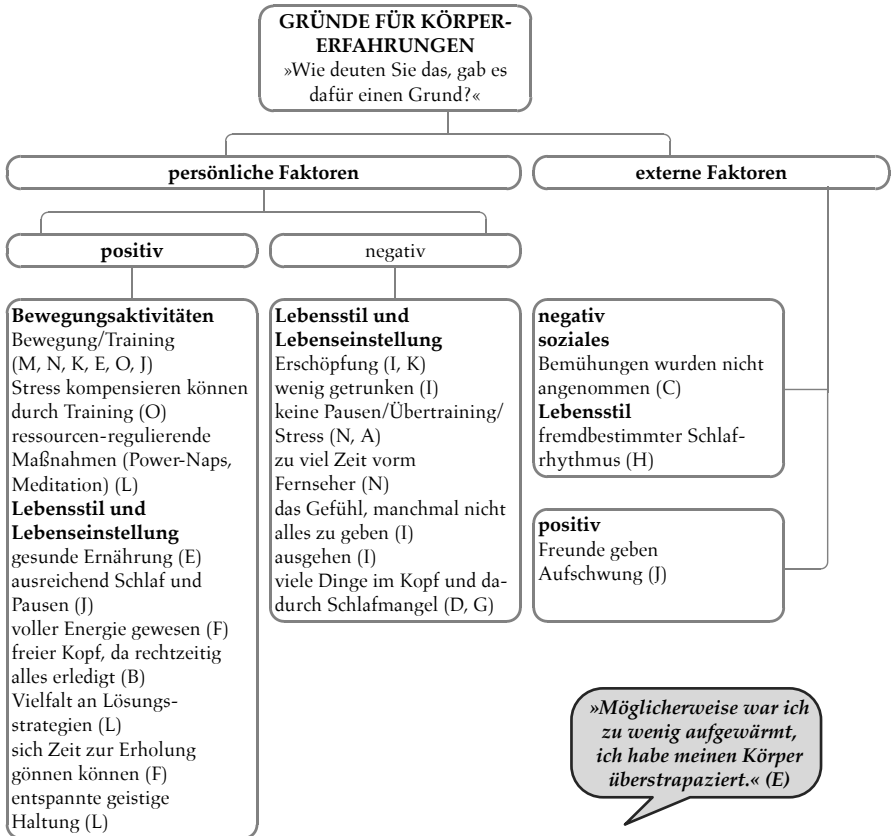 GRÜNDE FÜR KÖRPER-
ERFAHRUNGEN
»Wie deuten Sie das, gab es
dafür einen Grund?«
persönliche Faktoren
externe Faktoren
positiv
negativ
Bewegungsaktivitäten
Bewegung/Training
(M, N, K, E, O, J)
Stress kompensieren können
durch Training (O)
ressourcen-regulierende
Maßnahmen (Power-Naps,
Meditation) (L)
Lebensstil und
Lebenseinstellung
gesunde Ernährung (E)
ausreichend Schlaf und
Pausen (J)
voller Energie gewesen (F)
freier Kopf, da rechtzeitig
alles erledigt (B)
Vielfalt an Lösungs-
strategien (L)
sich Zeit zur Erholung
gönnen können (F)
entspannte geistige
Haltung (L)
Lebensstil und
Lebenseinstellung
Erschöpfung (I, K)
wenig getrunken (I)
keine Pausen/Übertraining/
Stress (N, A)
zu viel Zeit vorm
Fernseher (N)
das Gefühl, manchmal nicht
alles zu geben (I)
ausgehen (I)
viele Dinge im Kopf und da-
durch Schlafmangel (D, G)
negativ
soziales
Bemühungen wurden nicht
angenommen (C)
Lebensstil
fremdbestimmter Schlaf-
rhythmus (H)
positiv
Freunde geben
Aufschwung (J)
»Möglicherweise war ich
zu wenig aufgewärmt,
ich habe meinen Körper
überstrapaziert.« (E)